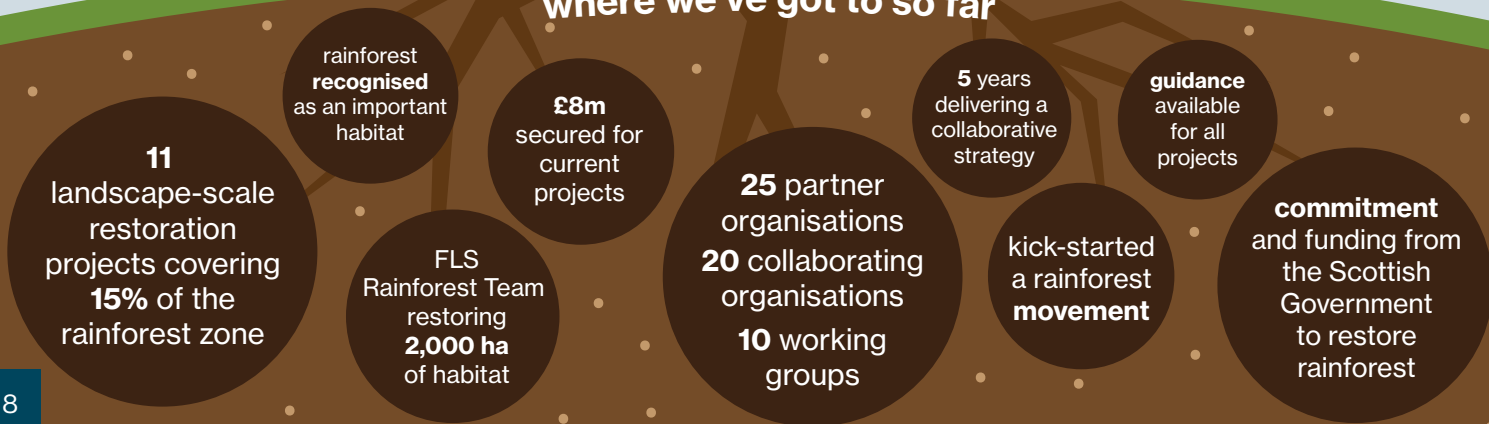 where we've got to so far
rainforest
recognised
as an important
habitat
11
landscape-scale
restoration
projects covering
15% of the
rainforest zone
£8m
secured for
current
projects
FLS
Rainforest Team
restoring
2,000 ha
of habitat
25 partner
organisations
20 collaborating
organisations
10 working
groups
5 years
delivering a
collaborative
strategy
kick-started
a rainforest
movement
guidance
available
for all
projects
commitment
and funding from
the Scottish
Government
to restore
rainforest
8